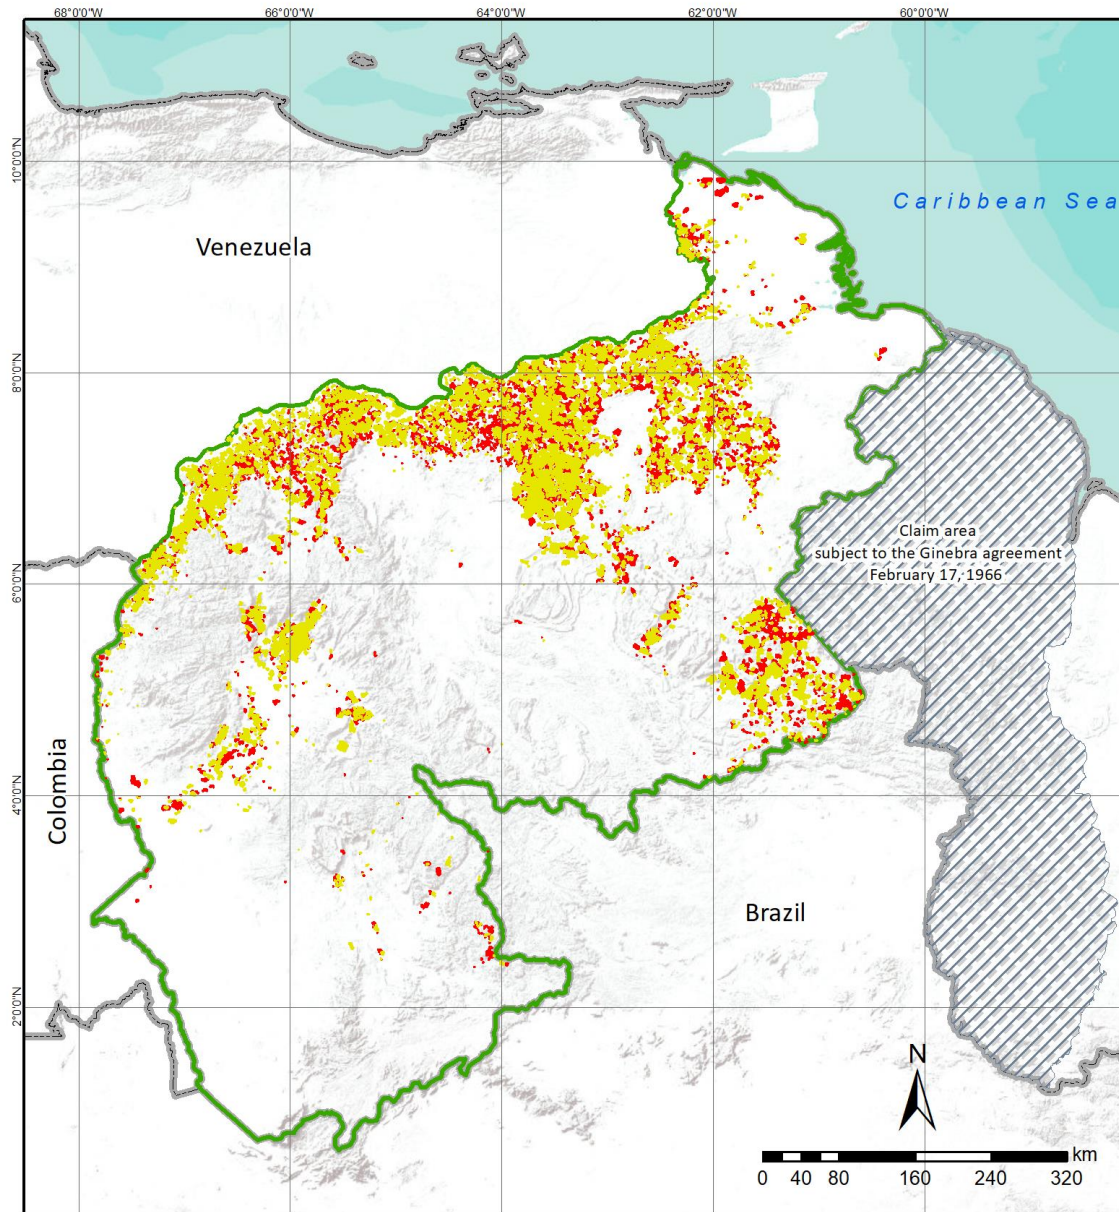 68°0'0"W
66°0'0"W
64°0'0"W
62°0'0"W
60°0'0"W
10°0'0"N
Caribbean Sea
Venezuela
8°0'0"N
Claim area
subject to the Ginebra agreement
February 17, 1966
6°0'0"N
Colombia
4°0'0"N
Brazil
2°0'0"N
N
km
0 40 80 160 240 320